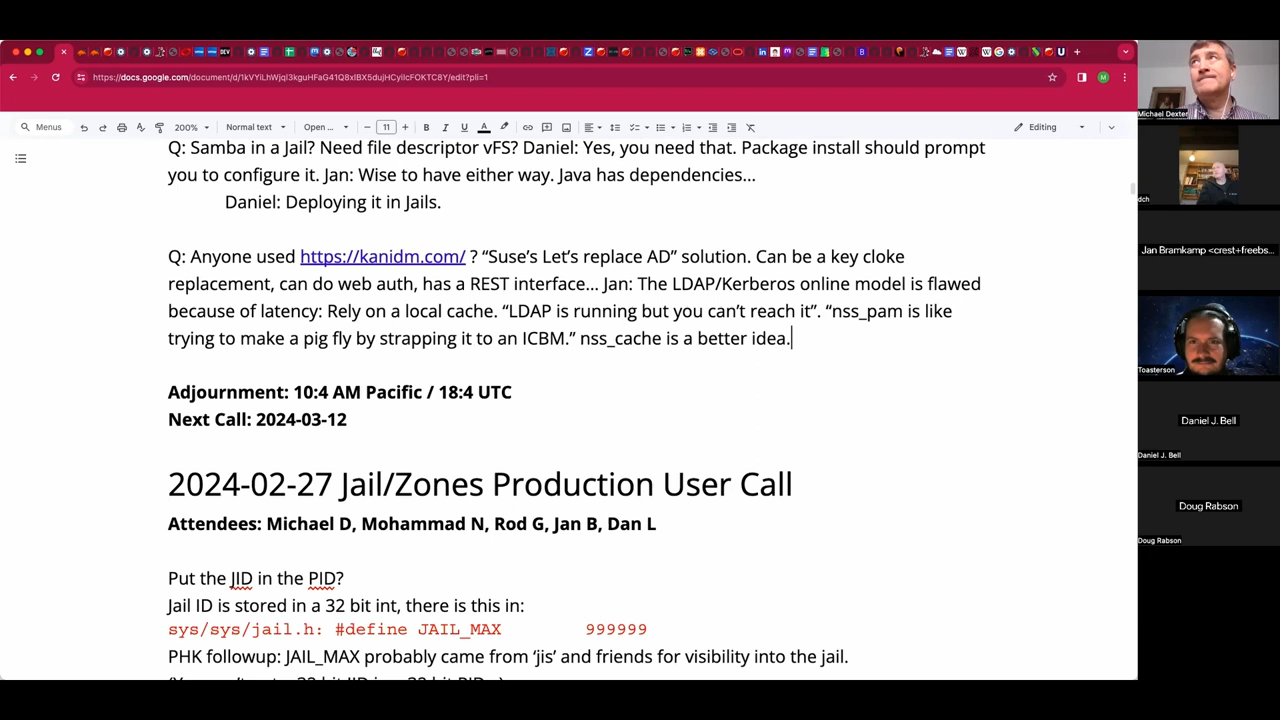 https://docs.google.com/document/d/1kVYiLhWjqI3kguHFaG41Q8xlBX5dujHCyilcFOKTC8Y/edit?pli=1
Menus
200%
Normal text
Open ...
11
Editing
Q: Samba in a Jail? Need file descriptor vFS? Daniel: Yes, you need that. Package install should prompt
you to configure it. Jan: Wise to have either way. Java has dependencies...
Daniel: Deploying it in Jails.
Q: Anyone used https://kanidm.com/ ? “Suse’s Let’s replace AD” solution. Can be a key cloke
replacement, can do web auth, has a REST interface... Jan: The LDAP/Kerberos online model is flawed
because of latency: Rely on a local cache. “LDAP is running but you can’t reach it”. “nss_pam is like
trying to make a pig fly by strapping it to an ICBM.” nss_cache is a better idea.
Adjournment: 10:4 AM Pacific / 18:4 UTC
Next Call: 2024-03-12
2024-02-27 Jail/Zones Production User Call
Attendees: Michael D, Mohammad N, Rod G, Jan B, Dan L
Put the JID in the PID?
Jail ID is stored in a 32 bit int, there is this in:
sys/sys/jail.h: #define JAIL_MAX 999999
PHK followup: JAIL_MAX probably came from ‘jis’ and friends for visibility into the jail.
Michael Dexter
dch
Jan Bramkamp <crest+freebs...
Toasterson
Daniel J. Bell
Daniel J. Bell
Doug Rabson
Doug Rabson